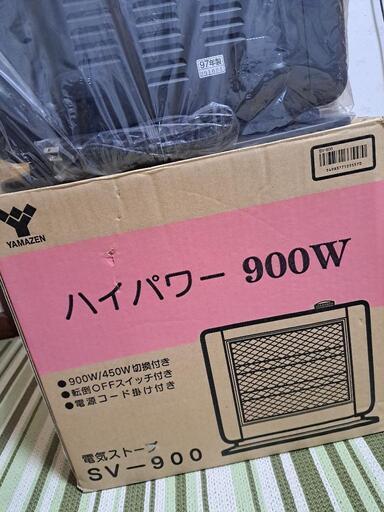 97年製
YAMAZEN
SV-900
ハイパワー 900W
●900W/450W切換付き
●転倒OFFスイッチ付き
●電源コード掛け付き
電気ストーブ
SV-900